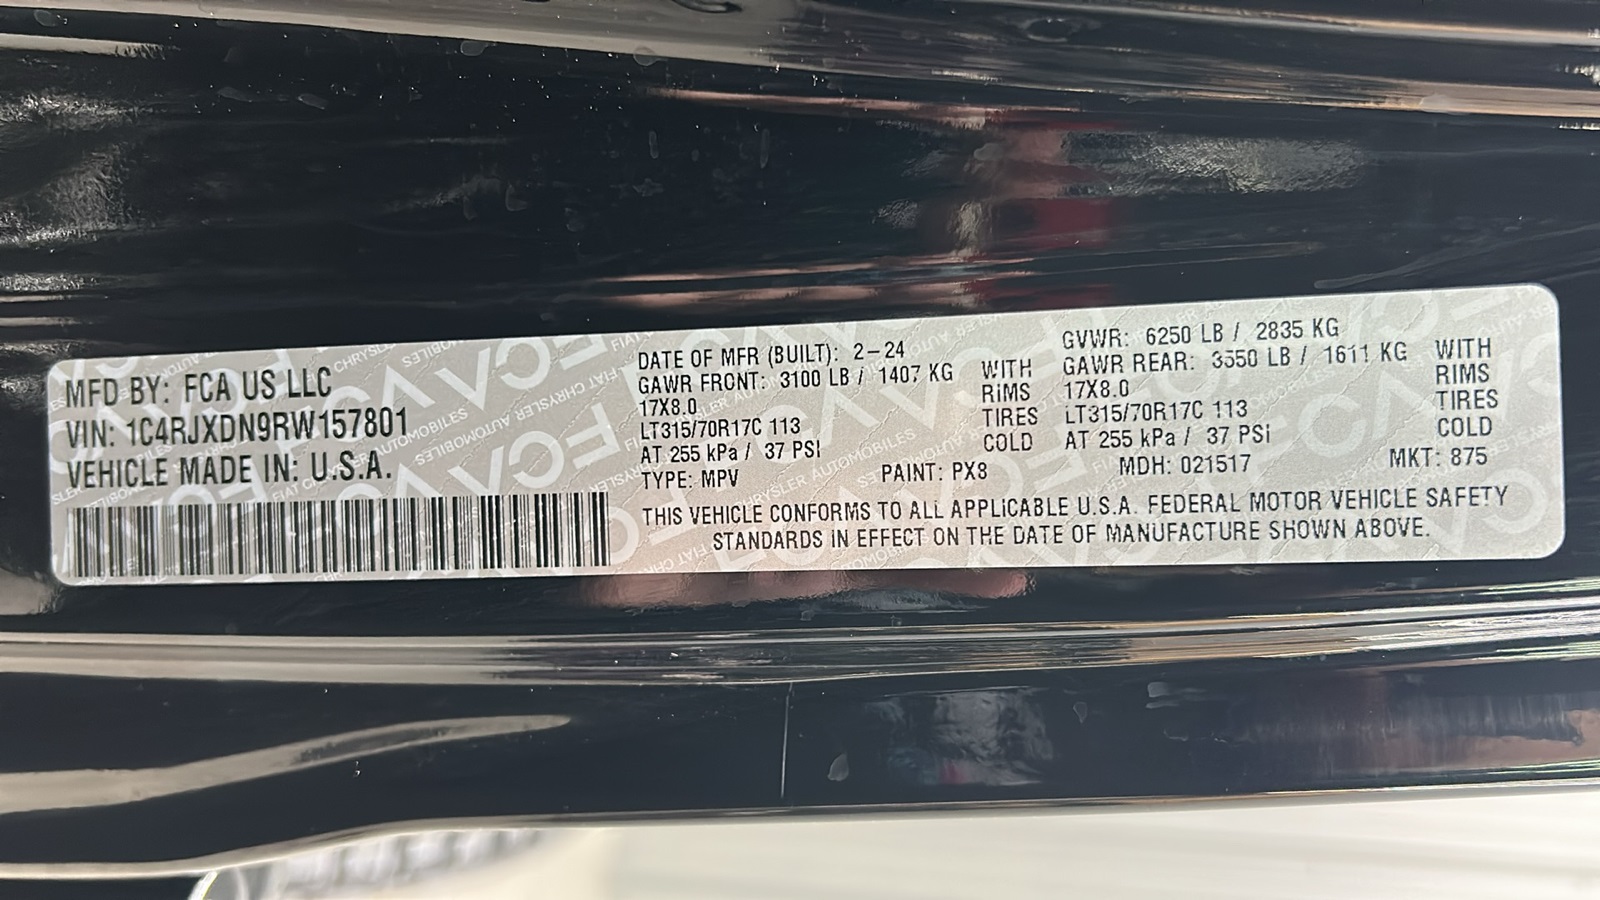 MFD BY: FCA US LLC
VIN: 1C4RJXDN9RW157801
VEHICLE MADE IN: U.S.A.
DATE OF MFR (BUILT): 2-24
GVWR: 6250 LB / 2835 KG
GAWR FRONT: 3100 LB / 1407 KG WITH
GAWR REAR: 3550 LB / 1611 KG WITH
17X8.0 RIMS
17X8.0 RIMS
LT315/70R17C 113 TIRES
LT315/70R17C 113 TIRES
AT 255 kPa / 37 PSI COLD
AT 255 kPa / 37 PSI COLD
TYPE: MPV PAINT: PX8 MDH: 021517 MKT: 875
THIS VEHICLE CONFORMS TO ALL APPLICABLE U.S.A. FEDERAL MOTOR VEHICLE SAFETY
STANDARDS IN EFFECT ON THE DATE OF MANUFACTURE SHOWN ABOVE.